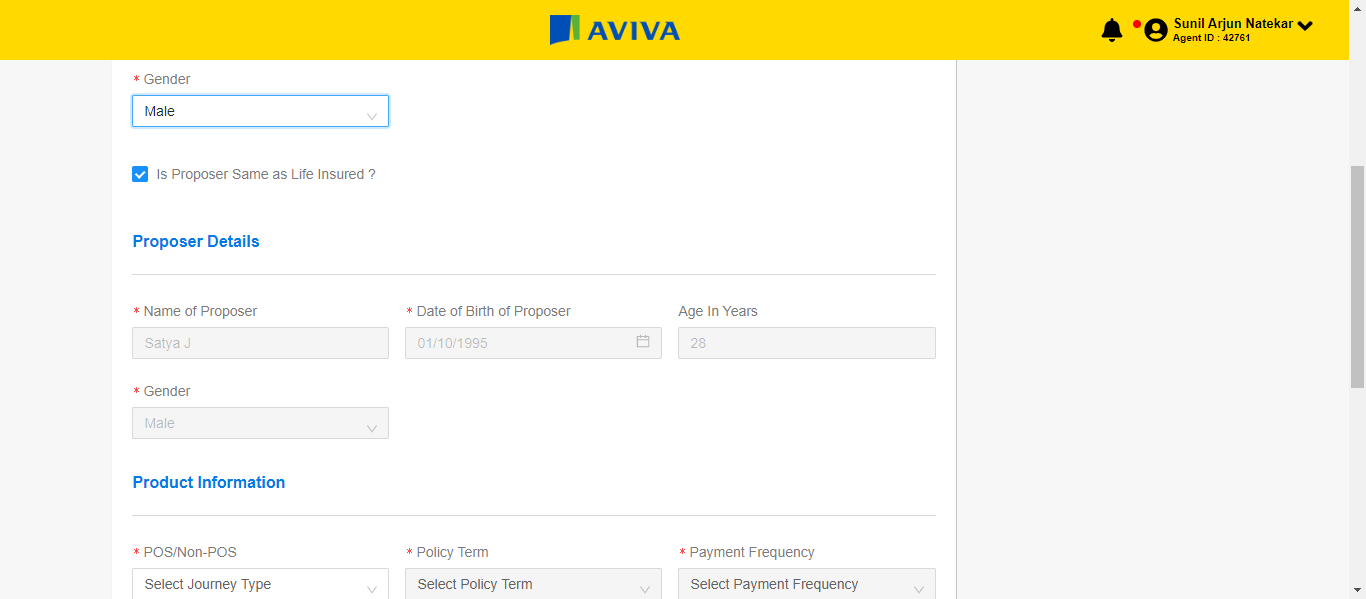 AVIVA
Sunil Arjun Natekar
Agent ID : 42761
* Gender
Male
Is Proposer Same as Life Insured ?
Proposer Details
* Name of Proposer
* Date of Birth of Proposer
Age In Years
Satya J
01/10/1995
28
* Gender
Male
Product Information
* POS/Non-POS
* Policy Term
* Payment Frequency
Select Journey Type
Select Policy Term
Select Payment Frequency